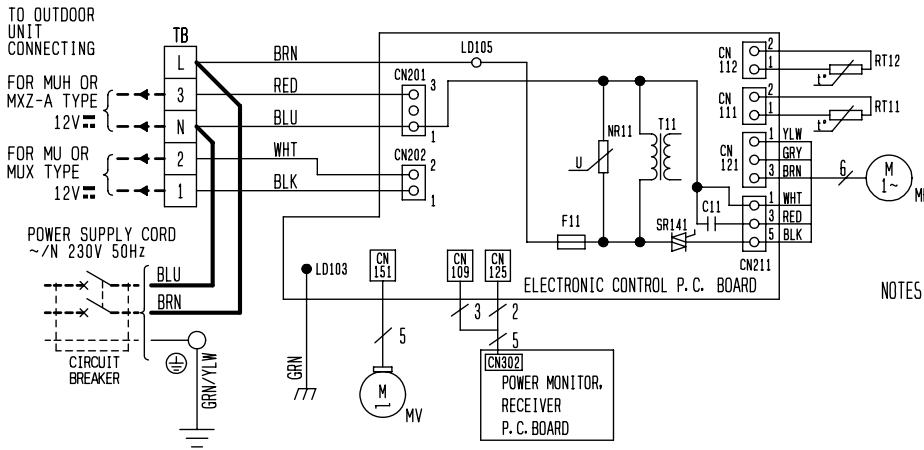 TO OUTDOOR
UNIT
CONNECTING
TB
L
3
N
2
1
FOR MUH OR
MXZ-A TYPE
12V
FOR MU OR
MUX TYPE
12V
BRN
RED
BLU
WHT
BLK
LD105
CN201
3
1
CN202
2
1
NR11
U
T11
F11
SR141
C11
CN
112
2
1
t°
RT12
CN
111
2
1
t°
RT11
CN
121
1 YLW
GRY
3 BRN
6
M
1~
1 WHT
3 RED
5 BLK
CN211
POWER SUPPLY CORD
~/N 230V 50Hz
BLU
BRN
CIRCUIT
BREAKER
GRN/YLW
LD103
GRN
CN
151
5
M
MV
CN
109
CN
125
3
2
5
CN302
POWER MONITOR,
RECEIVER
P.C.BOARD
ELECTRONIC CONTROL P.C. BOARD
NOTES